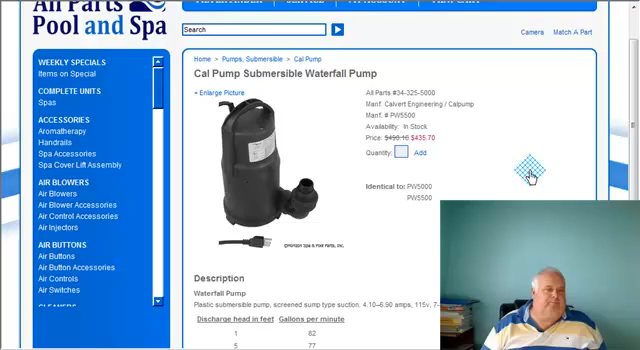 All Parts
Pool and Spa
Search
Camera Match A Part
WEEKLY SPECIALS
Items on Special
COMPLETE UNITS
Spas
ACCESSORIES
Aromatherapy
Handrails
Spa Accessories
Spa Cover Lift Assembly
AIR BLOWERS
Air Blowers
Air Blower Accessories
Air Control Accessories
Air Injectors
AIR BUTTONS
Air Buttons
Air Button Accessories
Air Controls
Air Switches
CLEANERS
Home > Pumps, Submersible > Cal Pump
Cal Pump Submersible Waterfall Pump
+ Enlarge Picture
All Parts #34-325-5000
Manf. Calvert Engineering / Calpump
Manf. # PW5500
Availability: In Stock
Price: $498.16 $435.70
Quantity: Add
Identical to: PW5000
PW5500
Description
Waterfall Pump
Plastic submersible pump, screened sump type suction. 4.10-6.90 amps, 115v, 7-
Discharge head in feet Gallons per minute
1 82
5 77